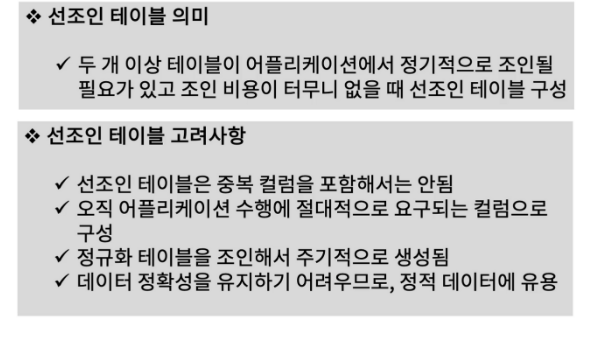 ❖ 선조인 테이블 의미
✓ 두 개 이상 테이블이 어플리케이션에서 정기적으로 조인될
필요가 있고 조인 비용이 터무니 없을 때 선조인 테이블 구성
❖ 선조인 테이블 고려사항
✓ 선조인 테이블은 중복 컬럼을 포함해서는 안됨
✓ 오직 어플리케이션 수행에 절대적으로 요구되는 컬럼으로
구성
✓ 정규화 테이블을 조인해서 주기적으로 생성됨
✓ 데이터 정확성을 유지하기 어려우므로, 정적 데이터에 유용